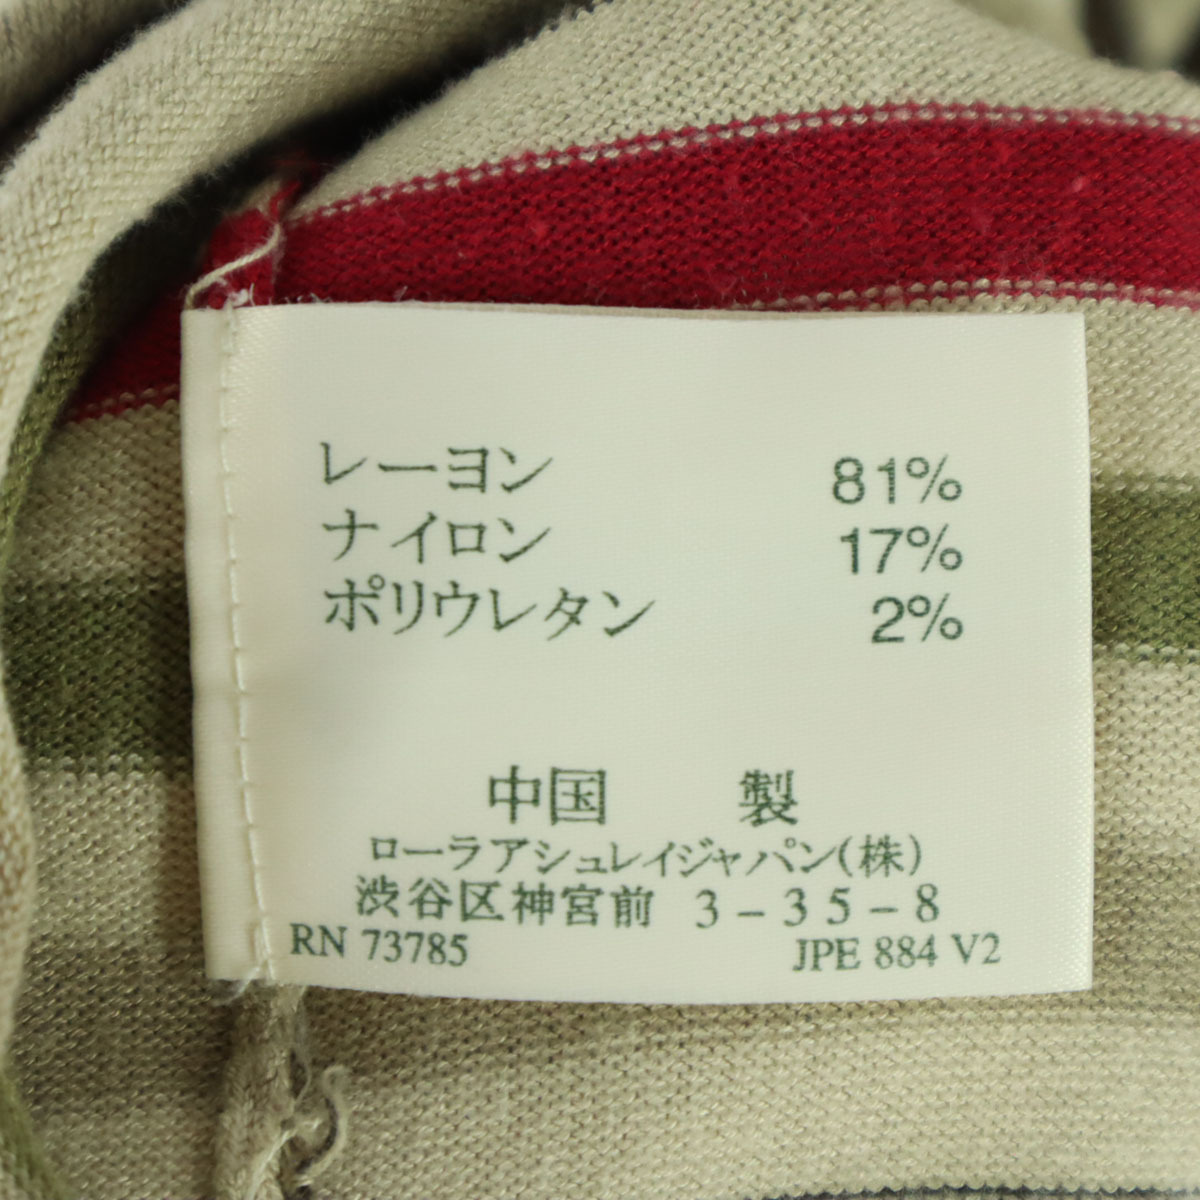 レーヨン 81%
ナイロン 17%
ポリウレタン 2%
中国 製
ローラアシュレイジャパン(株)
渋谷区神宮前 3-35-8
RN 73785 JPE 884 V2